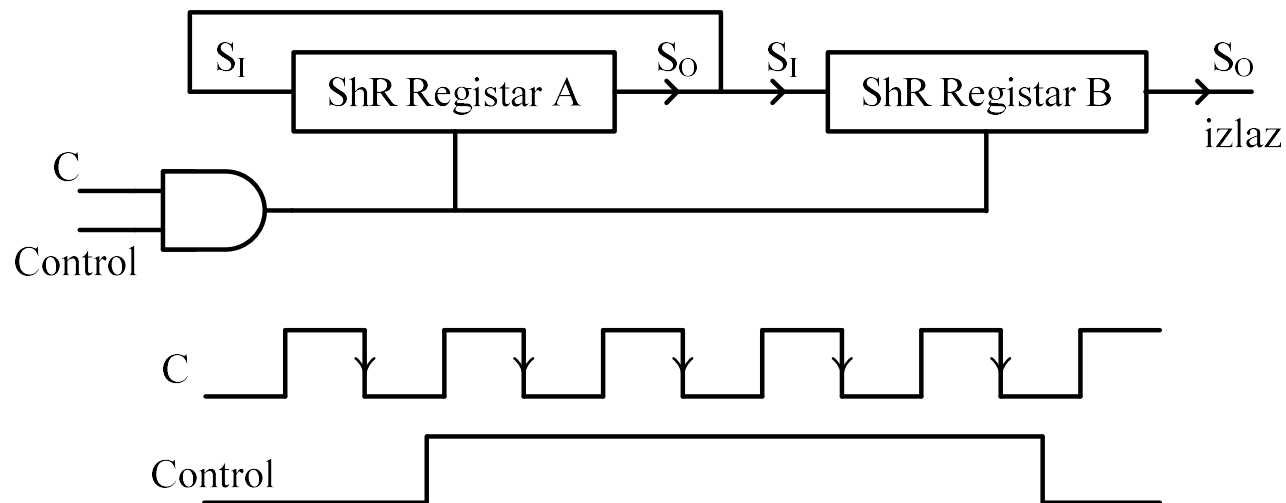 S_I
ShR Registar A
S_O
S_I
ShR Registar B
S_O
izlaz
C
Control
C
Control